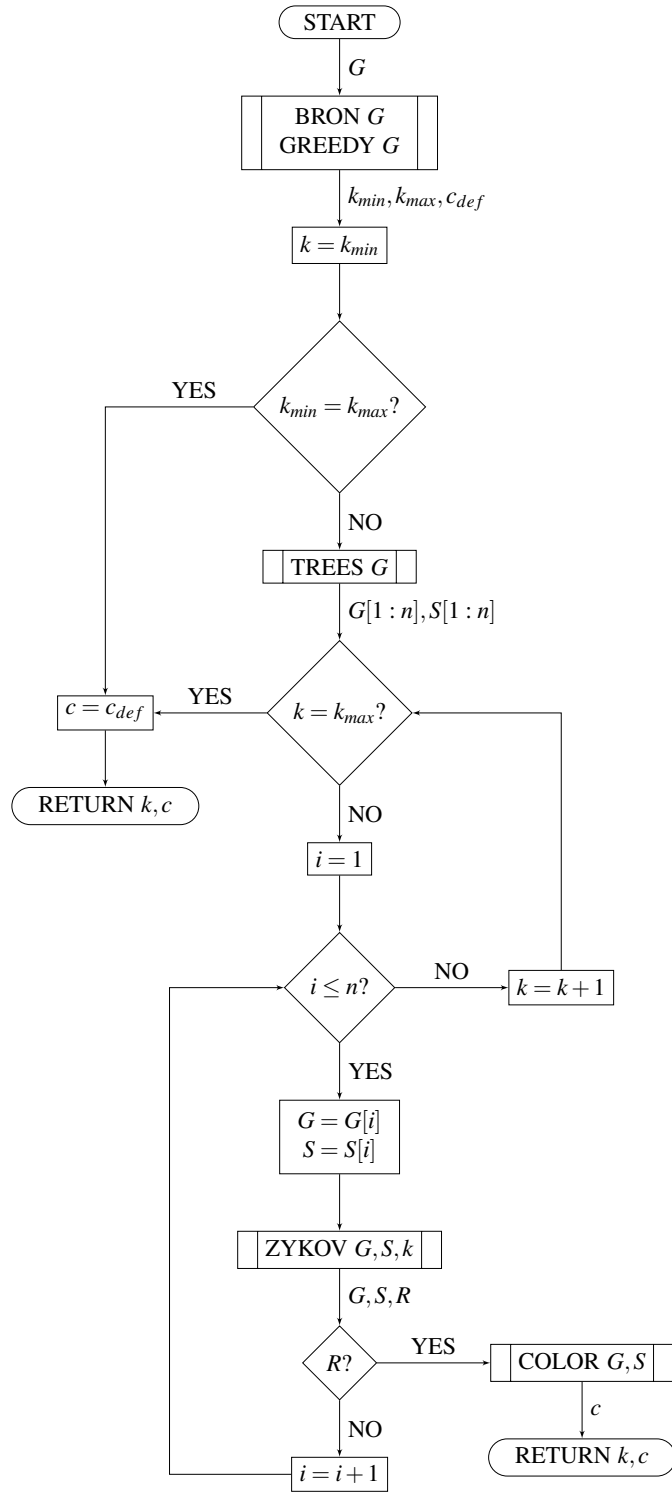 START
G
BRON G
GREEDY G
k_min, k_max, c_def
k = k_min
YES
k_min = k_max?
NO
TREES G
G[1 : n], S[1 : n]
c = c_def
YES
k = k_max?
RETURN k, c
NO
i = 1
i ≤ n?
NO
k = k + 1
YES
G = G[i]
S = S[i]
ZYKOV G, S, k
G, S, R
R?
YES
COLOR G, S
NO
c
i = i + 1
RETURN k, c